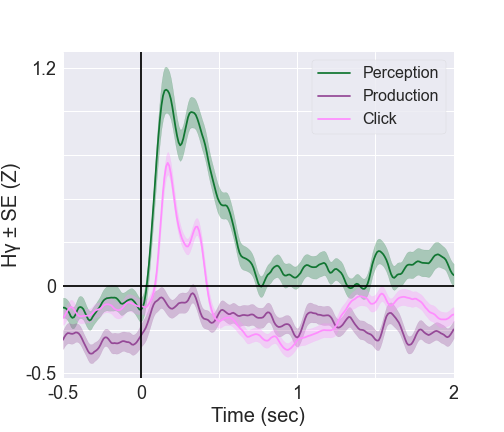 1.2
0
-0.5
Hγ ± SE (Z)
Perception
Production
Click
-0.5 0 1 2
Time (sec)